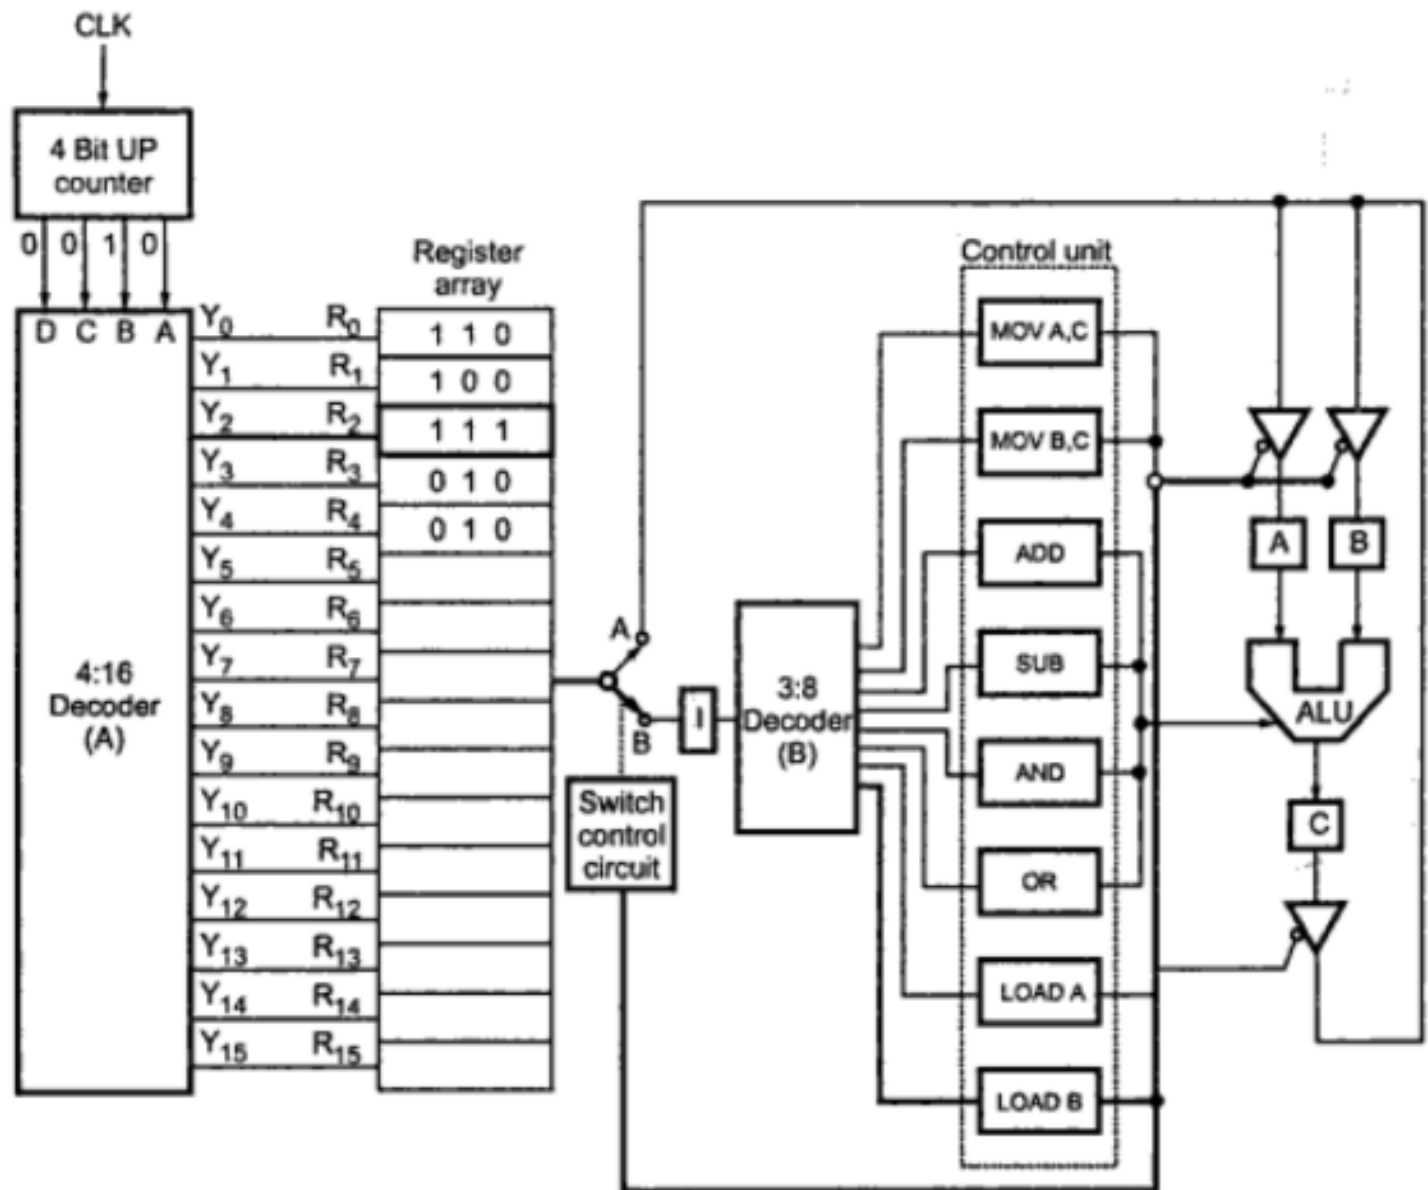 CLK
4 Bit UP
counter
0 0 1 0
D C B A
4:16
Decoder
(A)
Register
array
Y0 R0 1 1 0
Y1 R1 1 0 0
Y2 R2 1 1 1
Y3 R3 0 1 0
Y4 R4 0 1 0
Y5 R5
Y6 R6
Y7 R7
Y8 R8
Y9 R9
Y10 R10
Y11 R11
Y12 R12
Y13 R13
Y14 R14
Y15 R15
A
B
Switch
control
circuit
I
3:8
Decoder
(B)
Control unit
MOV A,C
MOV B,C
ADD
SUB
AND
OR
LOAD A
LOAD B
A B
ALU
C